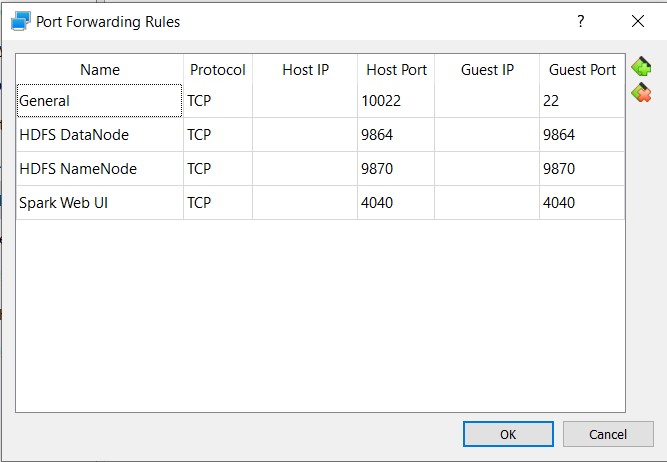 Port Forwarding Rules ?
Name Protocol Host IP Host Port Guest IP Guest Port
General TCP 10022 22
HDFS DataNode TCP 9864 9864
HDFS NameNode TCP 9870 9870
Spark Web UI TCP 4040 4040
OK Cancel